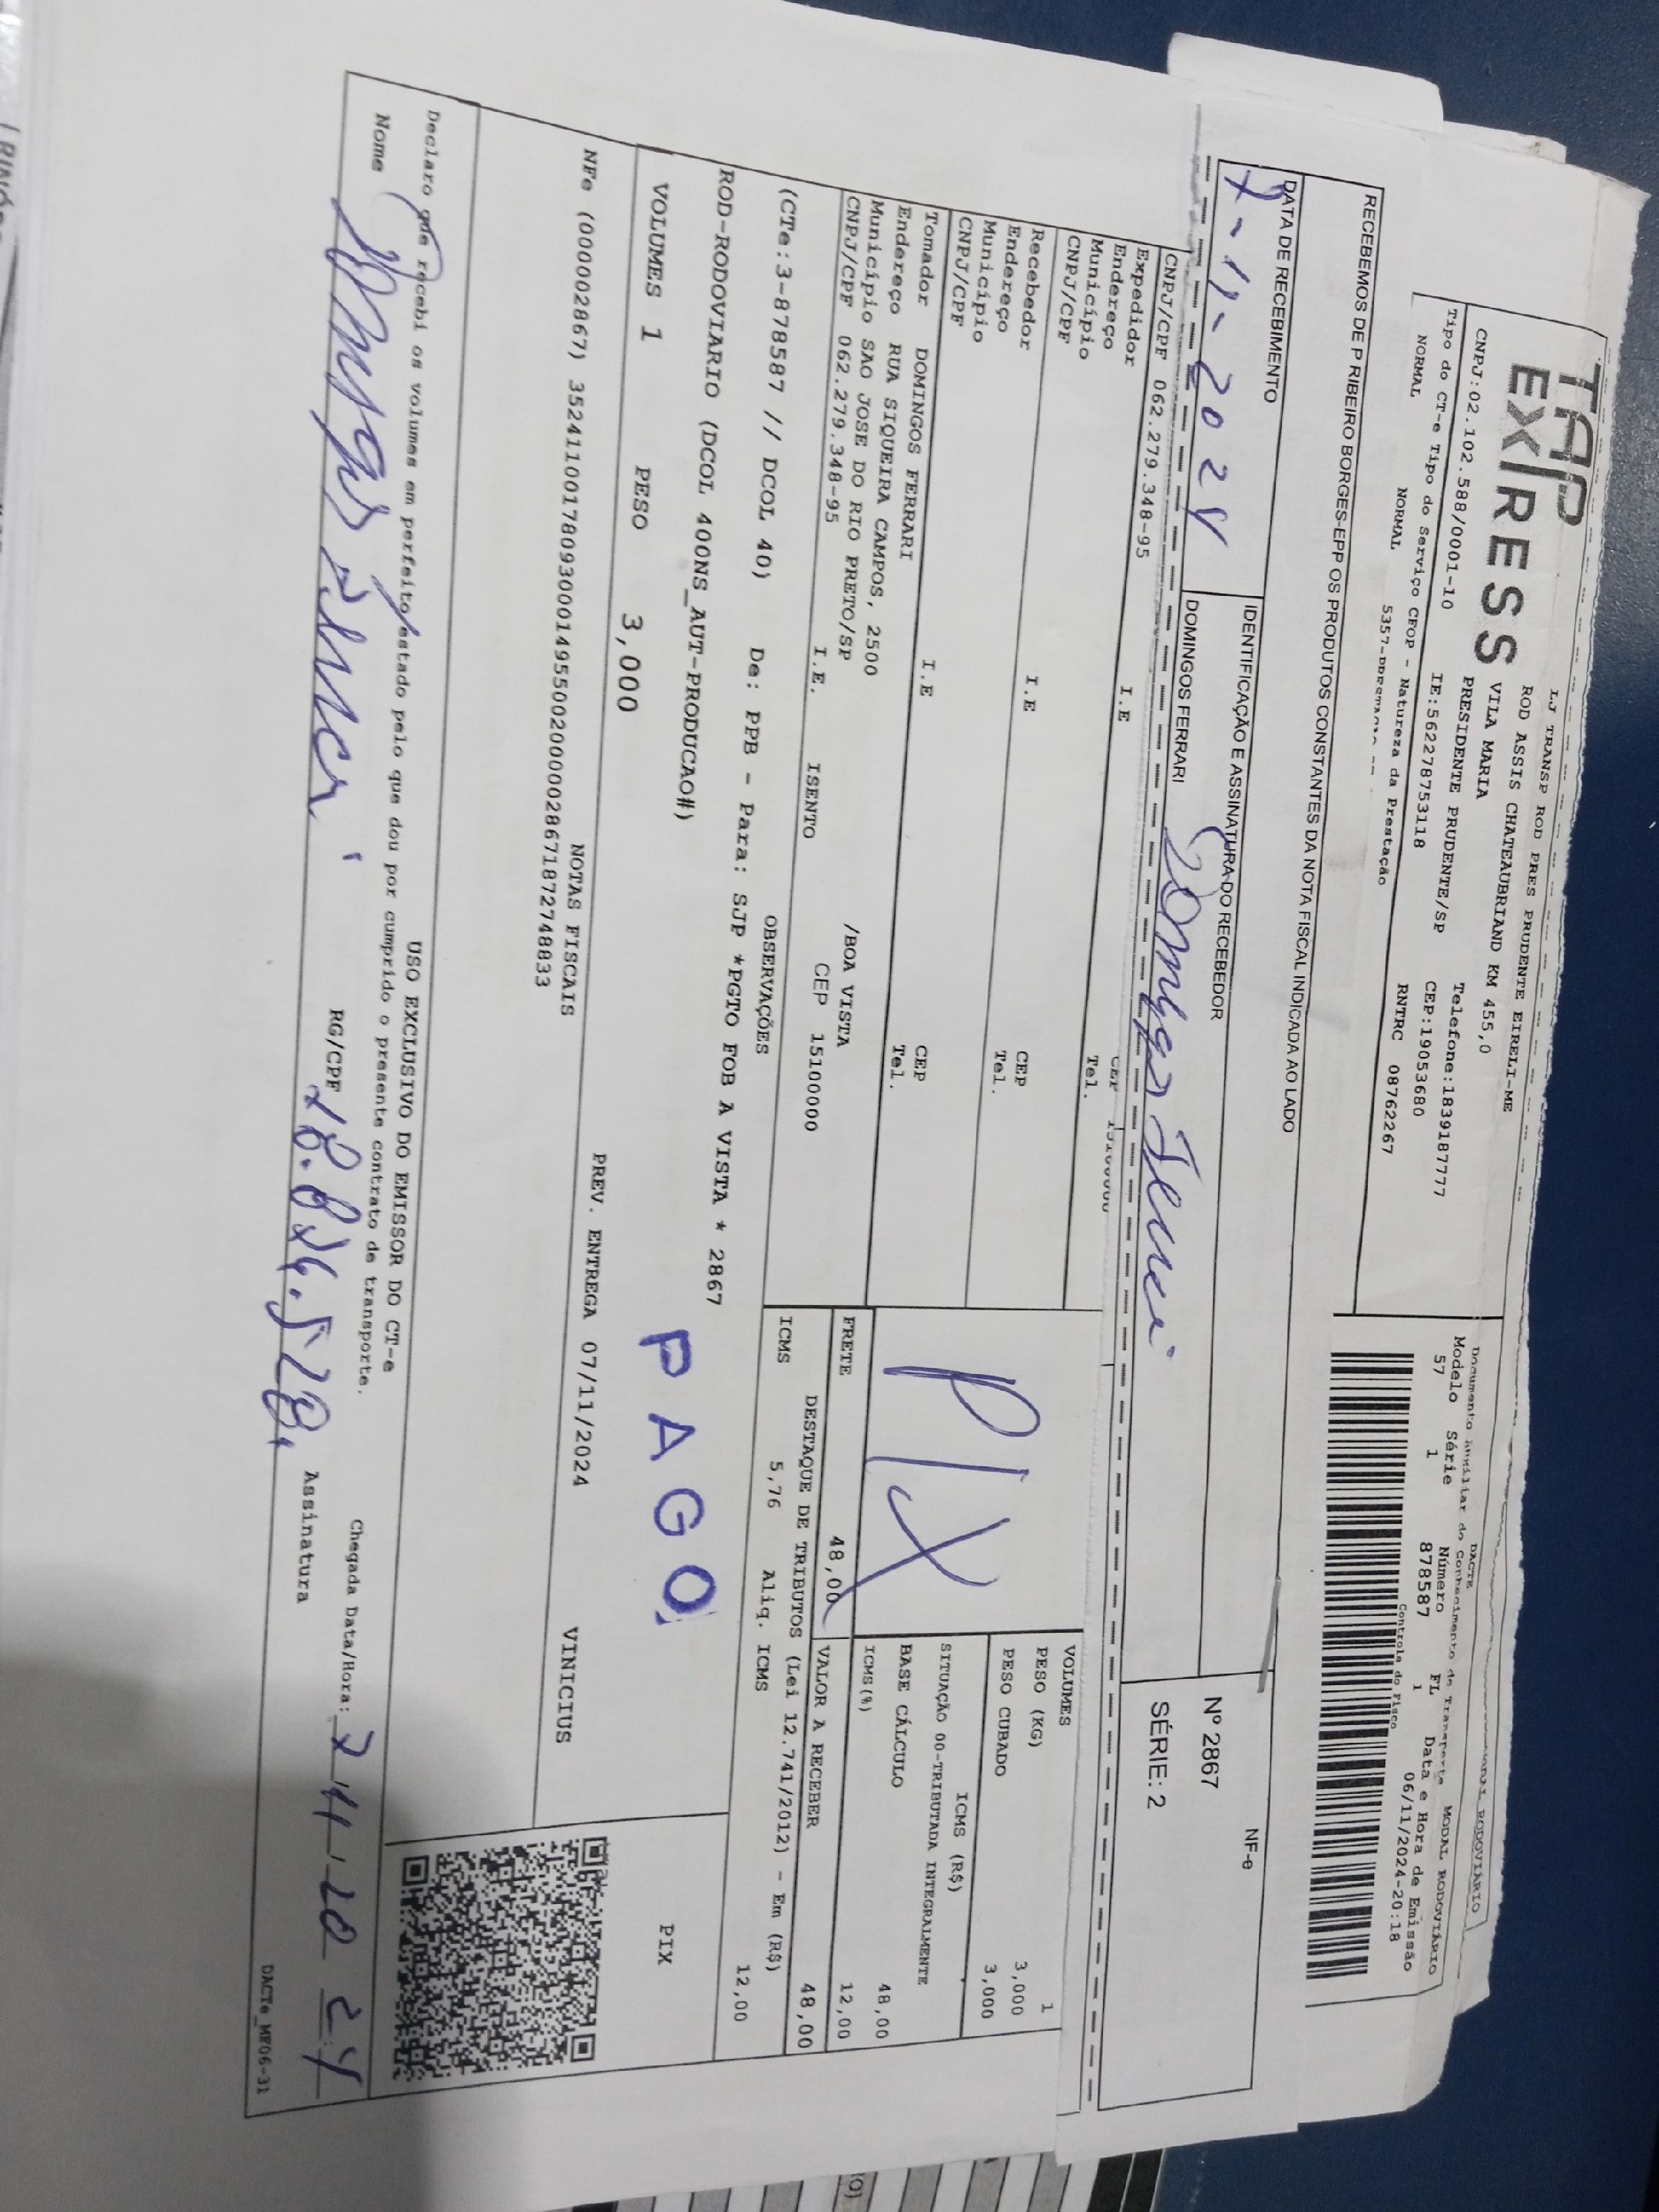 TAP
EXPRESS
LJ TRANSP ROD PRES PRUDENTE EIRELI-ME
ROD ASSIS CHATEAUBRIAND KM 455,0
VILA MARIA
PRESIDENTE PRUDENTE/SP
Telefone:1839187777
CNPJ:02.102.588/0001-10
IE:562278753118
CEP:19053680
Tipo do CT-e Tipo do Serviço CFOP - Natureza da Prestação
RNTRC 08762267
NORMAL NORMAL
DACTE
Documento Auxiliar do Conhecimento de Transporte
MODAL RODOVIÁRIO
Modelo Série Número FL Data e Hora de Emissão
57 1 878587 1 06/11/2024-20:18
Controle do Fisco
RECEBEMOS DE P RIBEIRO BORGES-EPP OS PRODUTOS CONSTANTES DA NOTA FISCAL INDICADA AO LADO
DATA DE RECEBIMENTO
IDENTIFICAÇÃO E ASSINATURA DO RECEBEDOR
NF-e
7-11-2024
DOMINGOS FERRARI
Nº 2867
SÉRIE: 2
CNPJ/CPF 062.279.348-95
Expedidor
Endereço I.E
Município
CNPJ/CPF Tel.
Recebedor
Endereço I.E CEP
Município Tel.
CNPJ/CPF
Tomador DOMINGOS FERRARI I.E CEP
Endereço RUA SIQUEIRA CAMPOS, 2500 Tel.
Município SAO JOSE DO RIO PRETO/SP /BOA VISTA
CNPJ/CPF 062.279.348-95 I.E. ISENTO CEP 15100000
PIX
VOLUMES 1
PESO (KG) 3,000
PESO CUBADO 3,000
ICMS (R$)
SITUAÇÃO 00-TRIBUTADA INTEGRALMENTE
BASE CÁLCULO 48,00
ICMS(%) 12,00
FRETE 48,00 VALOR A RECEBER 48,00
OBSERVAÇÕES
DESTAQUE DE TRIBUTOS (Lei 12.741/2012) - Em (R$)
ICMS 5,76 Aliq. ICMS 12,00
(CTe:3-878587 // DCOL 40) De: PPB - Para: SJP *PGTO FOB A VISTA * 2867
ROD-RODOVIARIO (DCOL 400NS_AUT-PRODUCAO#)
VOLUMES 1 PESO 3,000
PAGO
PIX
NOTAS FISCAIS
PREV. ENTREGA 07/11/2024 VINICIUS
NFe (000002867) 35241100178093000149550020000028671872748833
USO EXCLUSIVO DO EMISSOR DO CT-e
Declaro que recebi os volumes em perfeito estado pelo que dou por cumprido o presente contrato de transporte.
Chegada Data/Hora: 7-11-2024
Nome
RG/CPF
Assinatura
DACTe_MF06-31